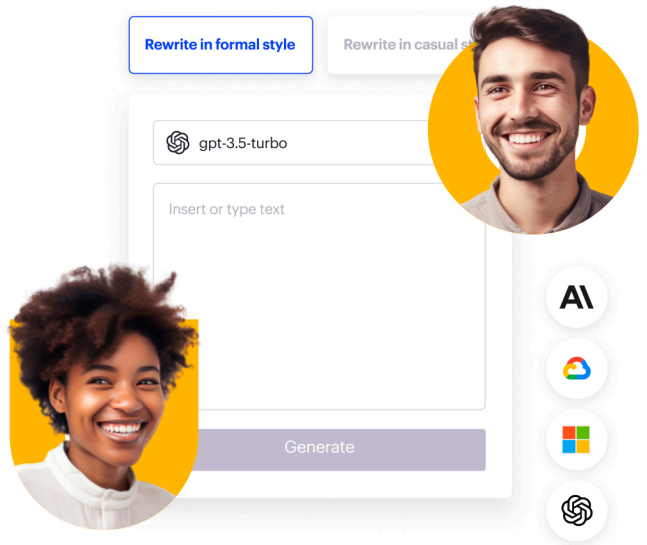 Rewrite in formal style
Rewrite in casual
gpt-3.5-turbo
Insert or type text
Generate
A\